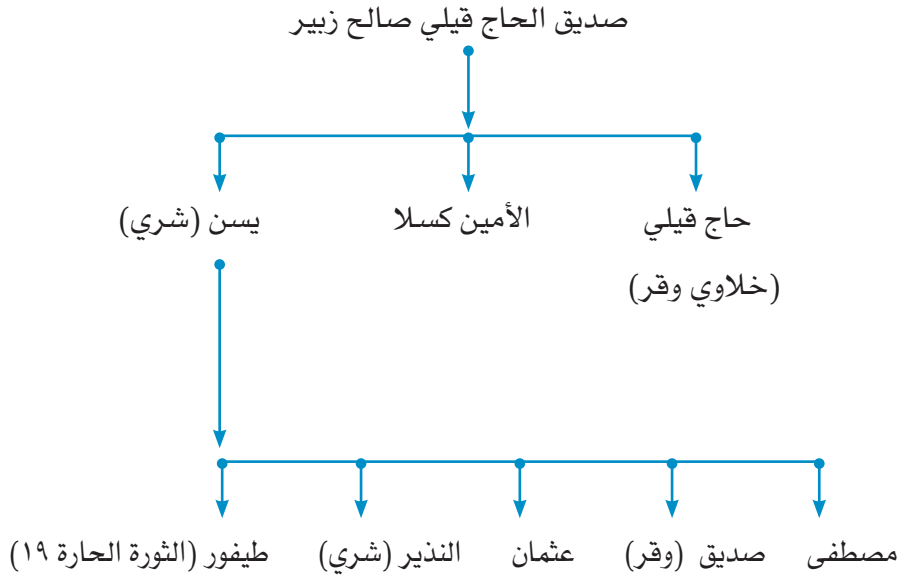 صديق الحاج قيلي صالح زبير
حاج قيلي الأمين كسلا يسن (شري)
(خلاوي وقر)
مصطفى صديق (وقر) عثمان النذير (شري) طيفور (الثورة الحارة ١٩)